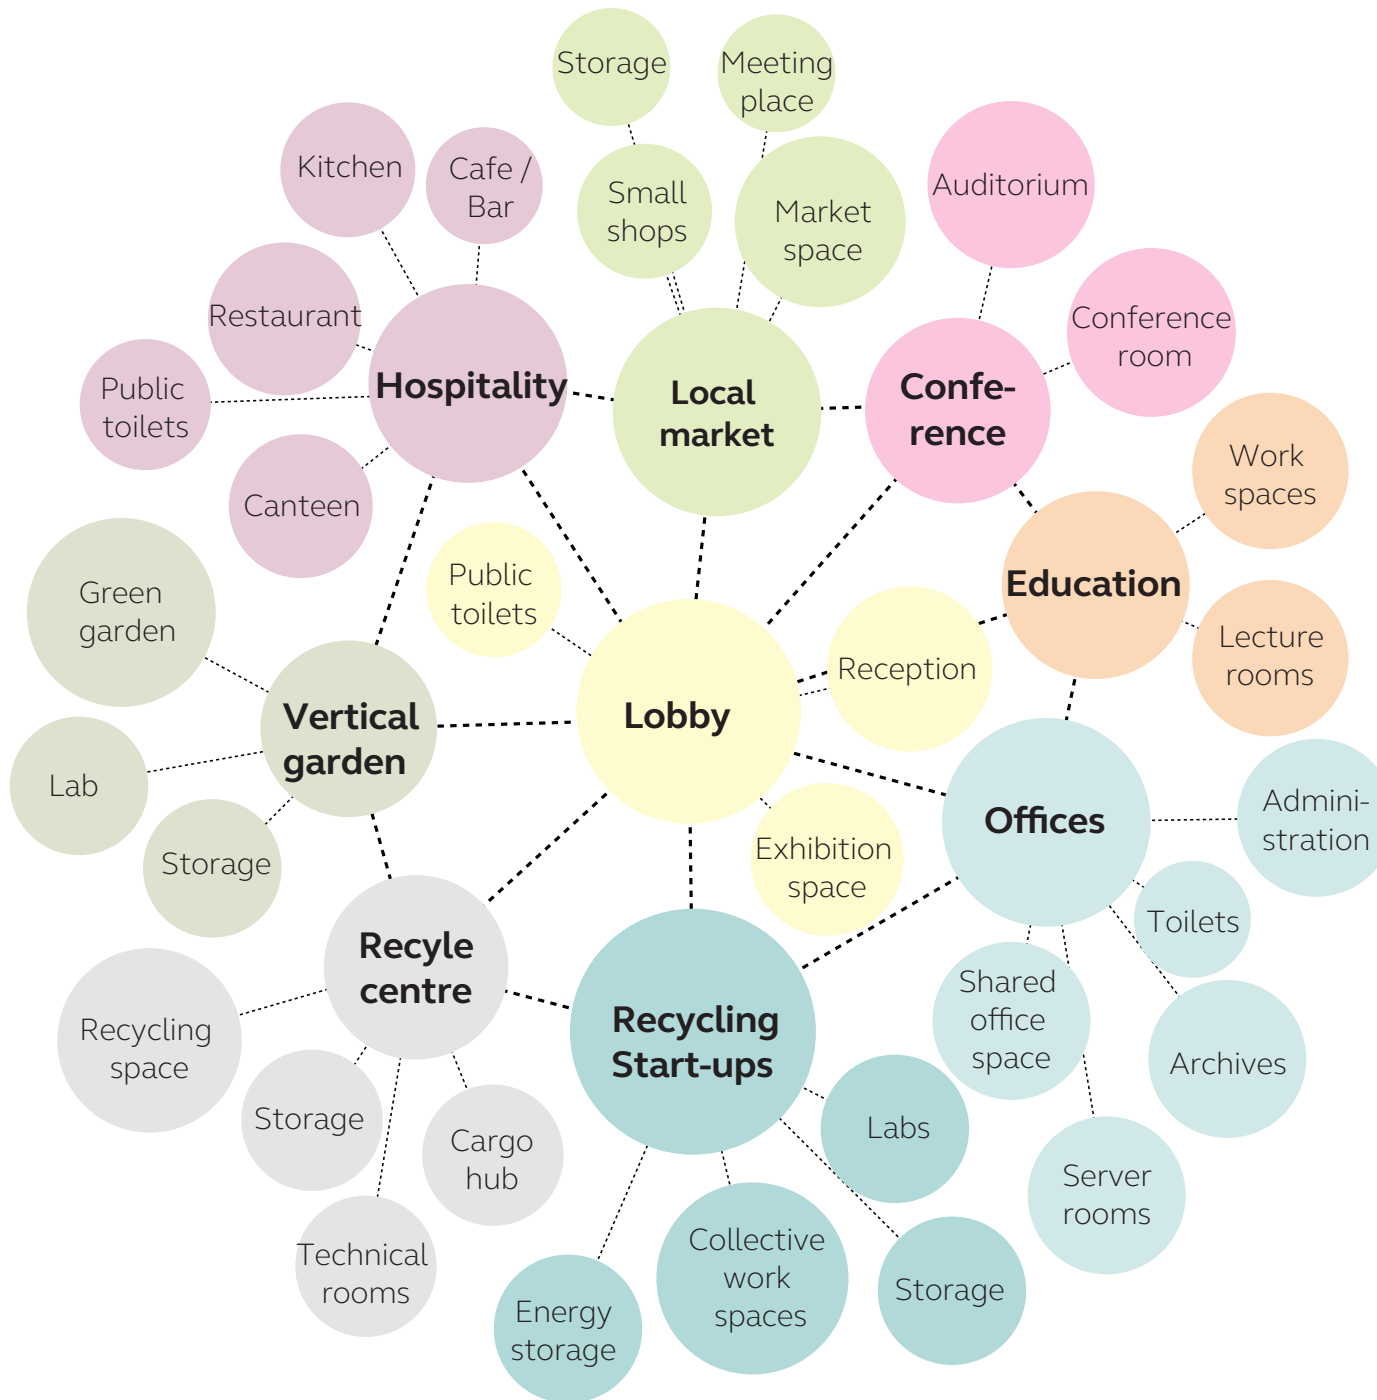 Storage
Meeting
place
Kitchen
Cafe /
Bar
Small
shops
Market
space
Auditorium
Restaurant
Conference
room
Public
toilets
Hospitality
Local
market
Confe-
rence
Canteen
Work
spaces
Green
garden
Public
toilets
Education
Reception
Lecture
rooms
Vertical
garden
Lobby
Lab
Storage
Exhibition
space
Offices
Admini-
stration
Toilets
Recyle
centre
Recycling
space
Recycling
Start-ups
Shared
office
space
Archives
Storage
Cargo
hub
Labs
Server
rooms
Technical
rooms
Energy
storage
Collective
work
spaces
Storage